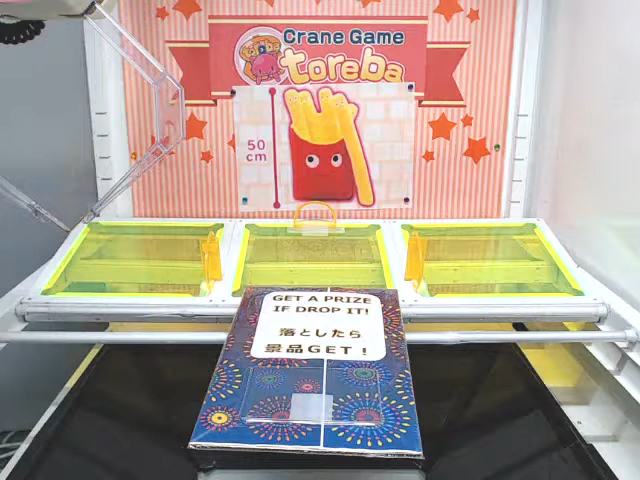 Crane Game
toreba
50
cm
GET A PRIZE
IF DROP IT!
落としたら
景品GET！